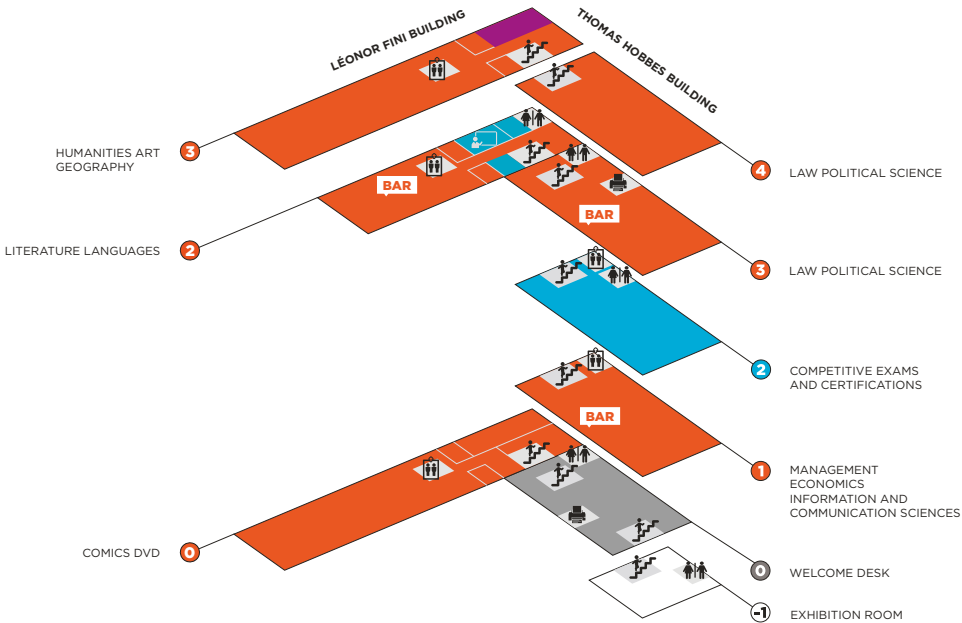 LÉONOR FINI BUILDING
THOMAS HOBBES BUILDING
3
HUMANITIES ART
GEOGRAPHY
4
LAW POLITICAL SCIENCE
BAR
BAR
2
LITERATURE LANGUAGES
3
LAW POLITICAL SCIENCE
2
COMPETITIVE EXAMS
AND CERTIFICATIONS
BAR
1
MANAGEMENT
ECONOMICS
INFORMATION AND
COMMUNICATION SCIENCES
0
COMICS DVD
0
WELCOME DESK
-1
EXHIBITION ROOM